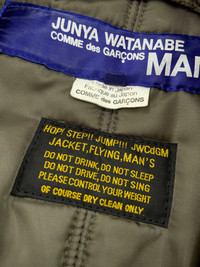 JUNYA WATANABE
COMME des GARÇONS
MAN
Made in Japan
Fabriqué au Japon
COMME des GARÇONS
HOP! STEP!! JUMP!!! JWCdGM
JACKET, FLYING, MAN'S
DO NOT DRINK, DO NOT SLEEP
DO NOT DRIVE, DO NOT SING
PLEASE CONTROL YOUR WEIGHT
OF COURSE DRY CLEAN ONLY